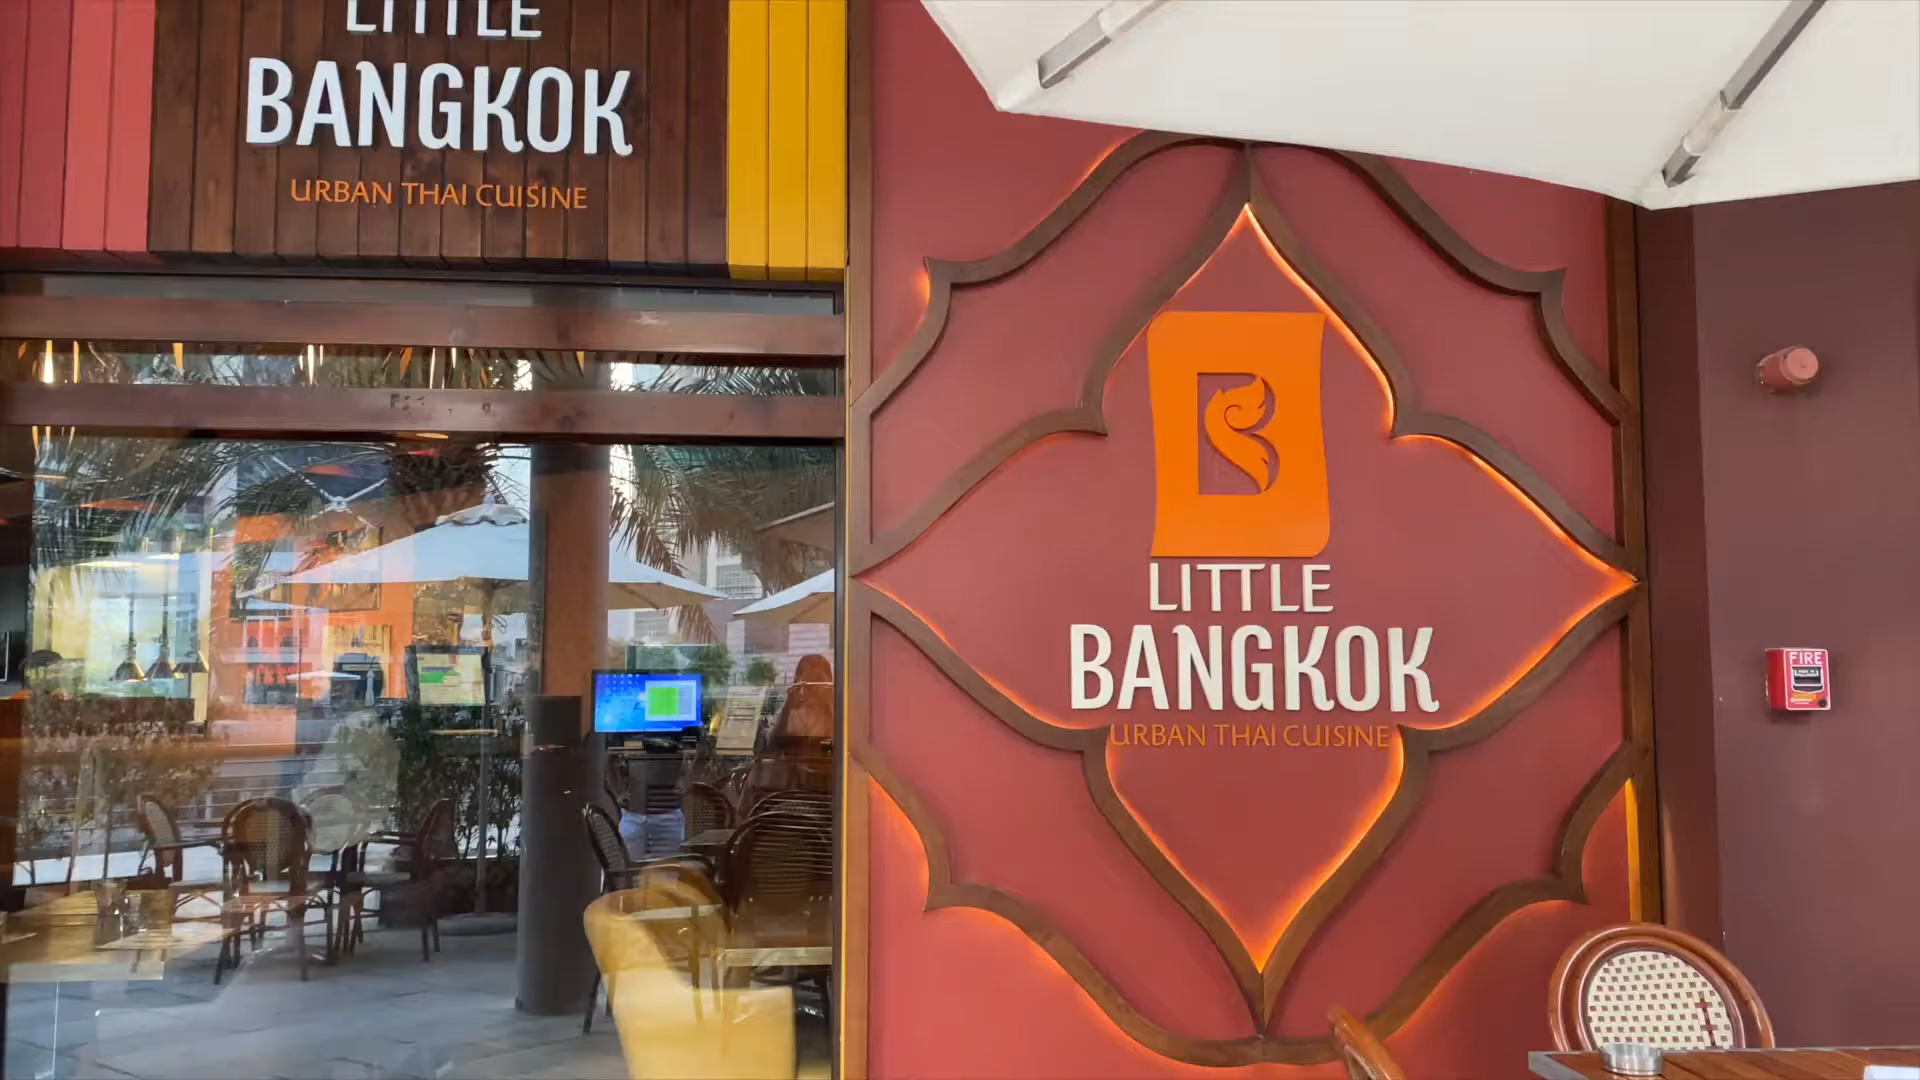 LITTLE
BANGKOK
URBAN THAI CUISINE
B
LITTLE
BANGKOK
URBAN THAI CUISINE
FIRE